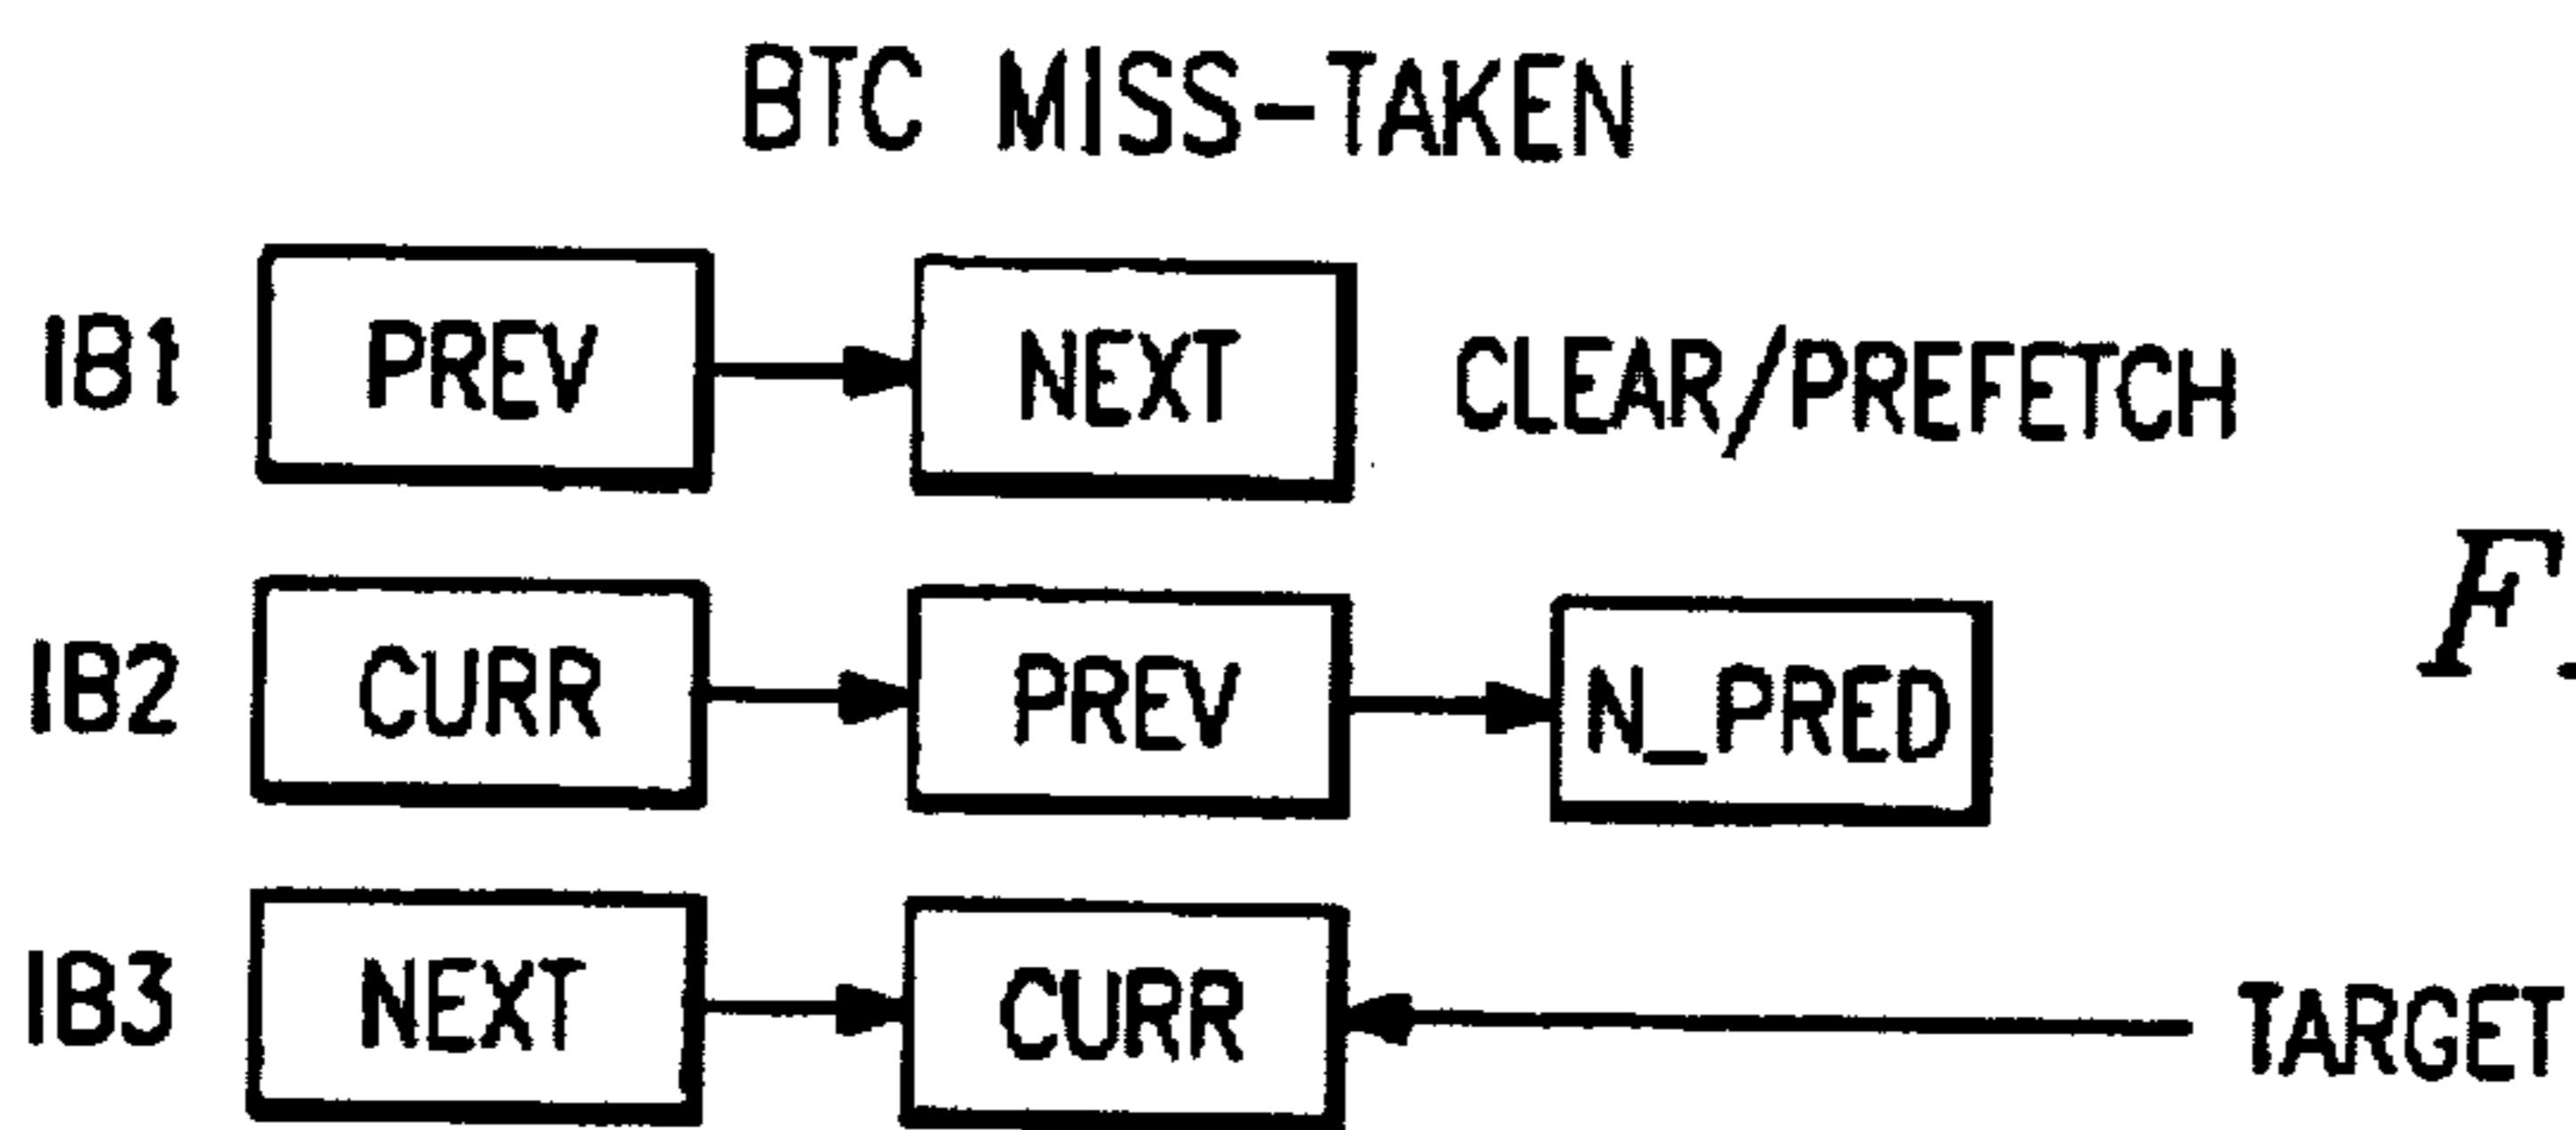 BTC MISS-TAKEN
IB1 PREV NEXT CLEAR/PREFETCH
IB2 CURR PREV N_PRED
IB3 NEXT CURR TARGET